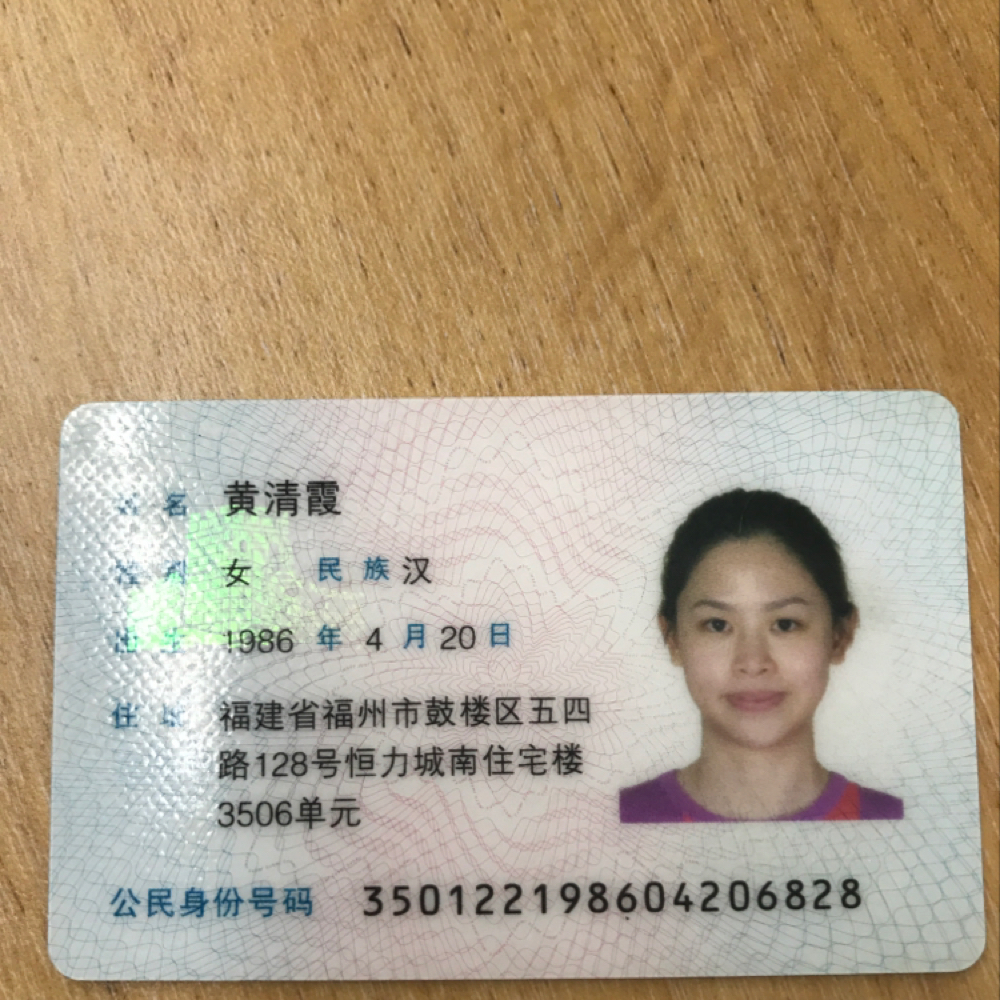 姓名 黄清霞
性别 女 民族 汉
出生 1986 年 4 月 20 日
住址 福建省福州市鼓楼区五四
路128号恒力城南住宅楼
3506单元
公民身份号码 350122198604206828